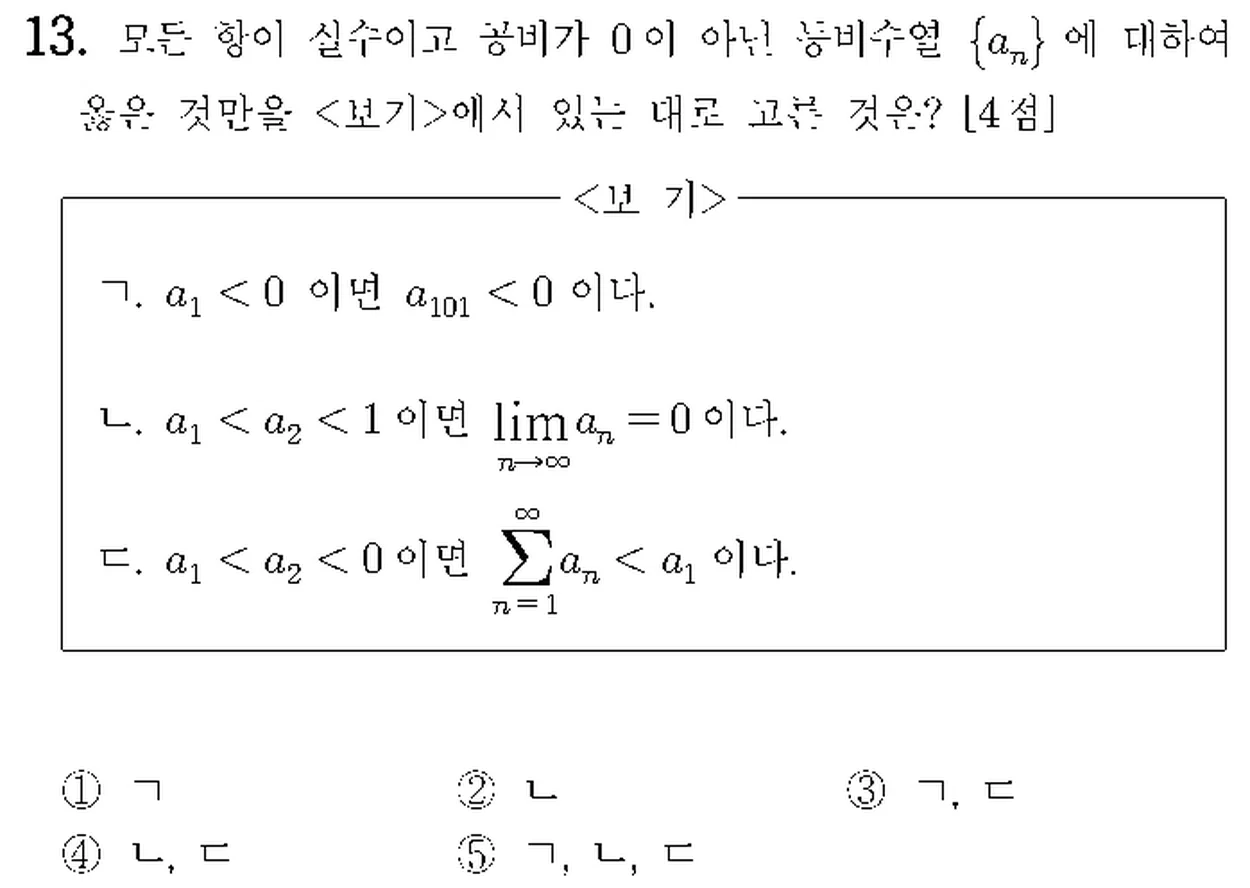 13. 모든 항이 실수이고 공비가 0이 아닌 등비수열 {aₙ}에 대하여
옳은 것만을 <보기>에서 있는 대로 고른 것은? [4점]
<보 기>
ㄱ. a₁ < 0 이면 a₁₀₁ < 0 이다.
ㄴ. a₁ < a₂ < 1 이면 lim_{n→∞} aₙ = 0 이다.
ㄷ. a₁ < a₂ < 0 이면 ∑_{n=1}^{∞} aₙ < a₁ 이다.
① ㄱ ② ㄴ ③ ㄱ, ㄷ
④ ㄴ, ㄷ ⑤ ㄱ, ㄴ, ㄷ